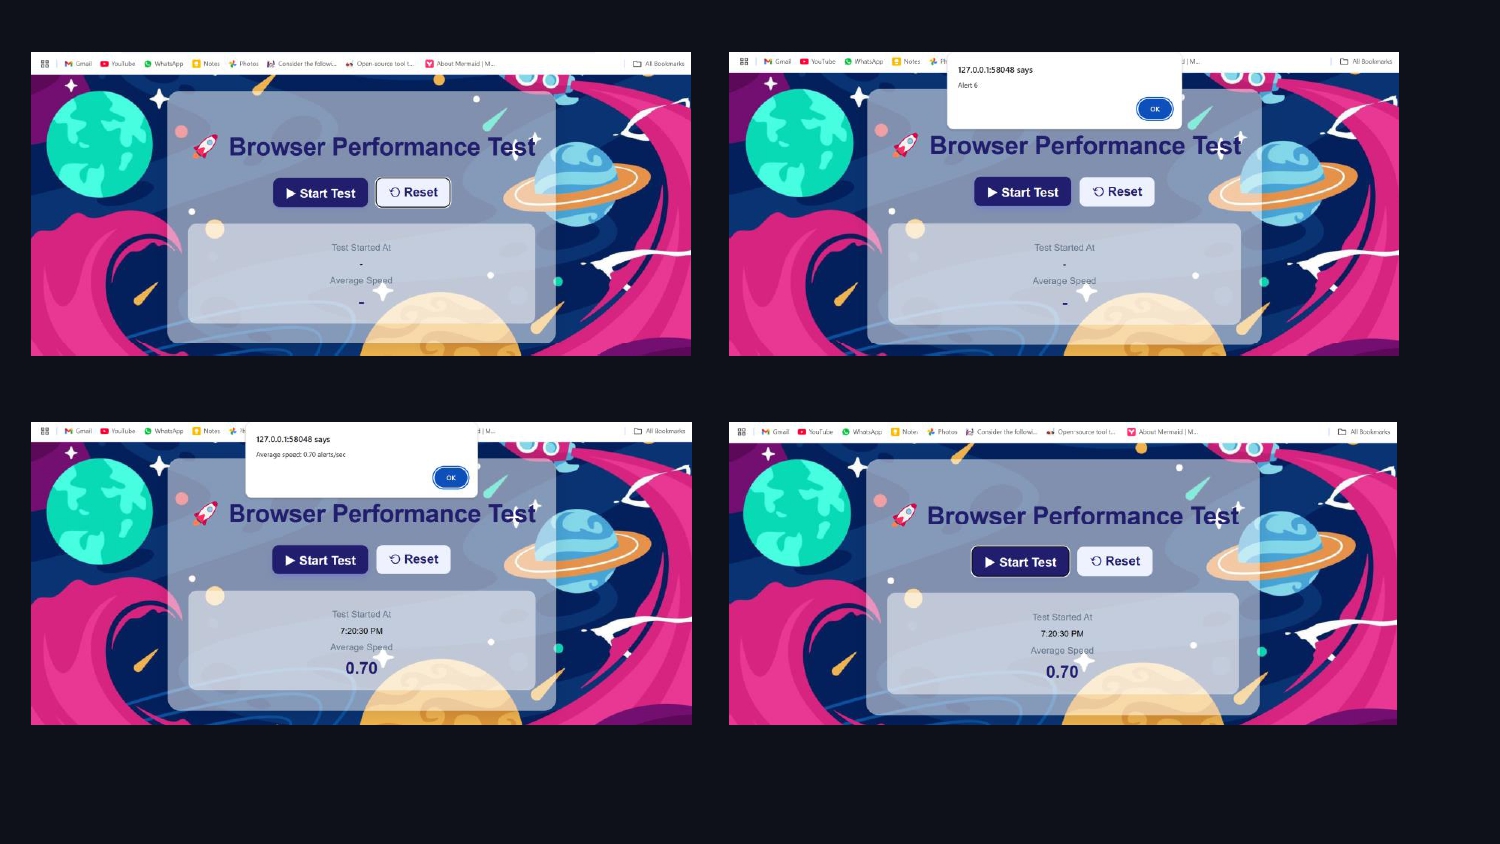 Gmail YouTube WhatsApp Notes Photos Consider the followi... Open-source tool t... About Mermaid | M... All Bookmarks
🚀 Browser Performance Test
▶ Start Test
Reset
Test Started At
-
Average Speed
-
Gmail YouTube WhatsApp Notes Ph d | M... All Bookmarks
127.0.0.1:58048 says
Alert 6
OK
🚀 Browser Performance Test
▶ Start Test
Reset
Test Started At
-
Average Speed
-
Gmail YouTube WhatsApp Notes Ph d | M... All Bookmarks
127.0.0.1:58048 says
Average speed: 0.70 alerts/sec
OK
🚀 Browser Performance Test
▶ Start Test
Reset
Test Started At
7:20:30 PM
Average Speed
0.70
Gmail YouTube WhatsApp Notes Photos Consider the followi... Open-source tool t... About Mermaid | M... All Bookmarks
🚀 Browser Performance Test
▶ Start Test
Reset
Test Started At
7:20:30 PM
Average Speed
0.70